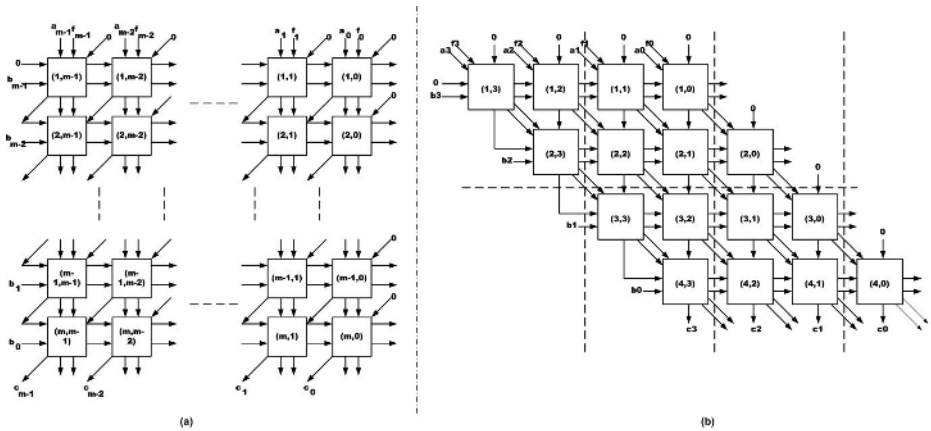 a m-1 f m-1 0 a m-2 f m-2 0 a 1 f 1 0 a 0 f 0 0
0 (1,m-1) (1,m-2) (1,1) (1,0)
b m-1
0
b m-2 (2,m-1) (2,m-2) (2,1) (2,0)
0
b 1 (m-1,m-1) (m-1,m-2) (m-1,1) (m-1,0)
0
b 0 (m,m-1) (m,m-2) (m,1) (m,0)
c m-1 c m-2 c 1 c 0
(a)
f3 0 f2 0 f1 0 f0 0
a3 a2 a1 a0
0 (1,3) (1,2) (1,1) (1,0)
b3
0
b2 (2,3) (2,2) (2,1) (2,0)
0
b1 (3,3) (3,2) (3,1) (3,0)
0
b0 (4,3) (4,2) (4,1) (4,0)
c3 c2 c1 c0
(b)